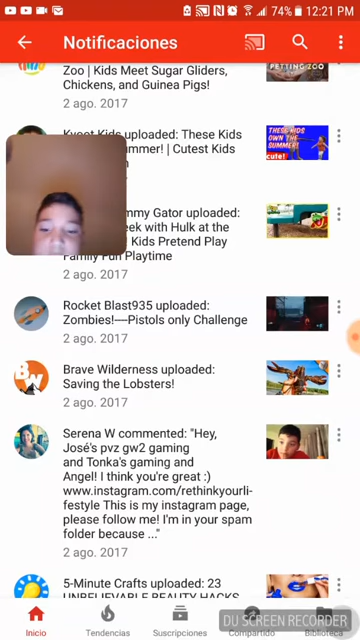 74% 12:21 PM
Notificaciones
Zoo | Kids Meet Sugar Gliders,
Chickens, and Guinea Pigs!
PETTING ZOO
2 ago. 2017
Kyoot Kids uploaded: These Kids
ummer! | Cutest Kids
THESE KIDS
OWN THE
SUMMER!
cute!
mmy Gator uploaded:
eek with Hulk at the
Kids Pretend Play
Family Fun Playtime
2 ago. 2017
Rocket Blast935 uploaded:
Zombies!----Pistols only Challenge
2 ago. 2017
BW
Brave Wilderness uploaded:
Saving the Lobsters!
2 ago. 2017
Serena W commented: "Hey,
José's pvz gw2 gaming
and Tonka's gaming and
Angel! I think you're great :)
www.instagram.com/rethinkyourli-
festyle This is my instagram page,
please follow me! I'm in your spam
folder because ..."
2 ago. 2017
5-Minute Crafts uploaded: 23
UNBELIEVABLE BEAUTY HACKS
DU SCREEN RECORDER
Inicio
Tendencias
Suscripciones
Compartido
Biblioteca